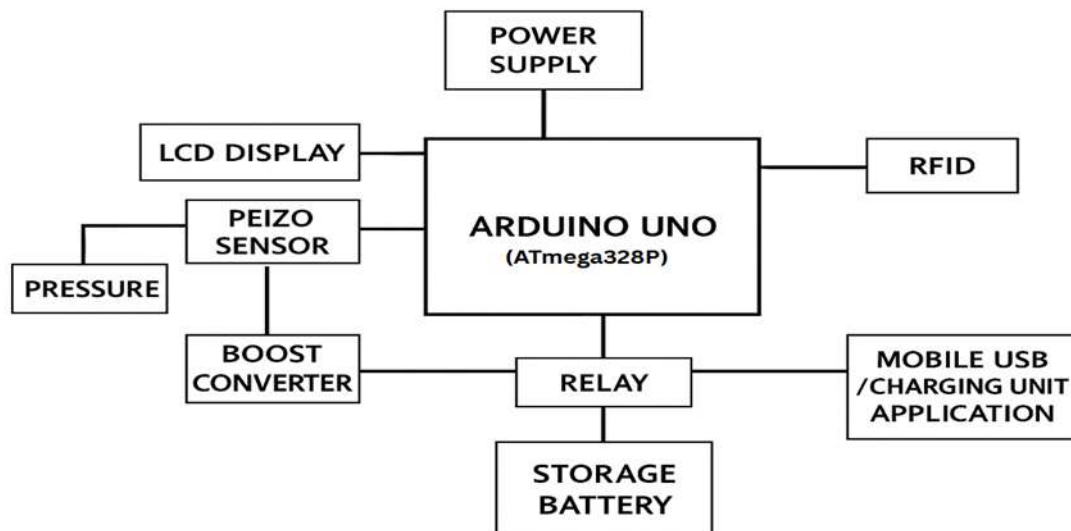 POWER
SUPPLY
LCD DISPLAY
RFID
PEIZO
SENSOR
ARDUINO UNO
(ATmega328P)
PRESSURE
BOOST
CONVERTER
RELAY
MOBILE USB
/CHARGING UNIT
APPLICATION
STORAGE
BATTERY